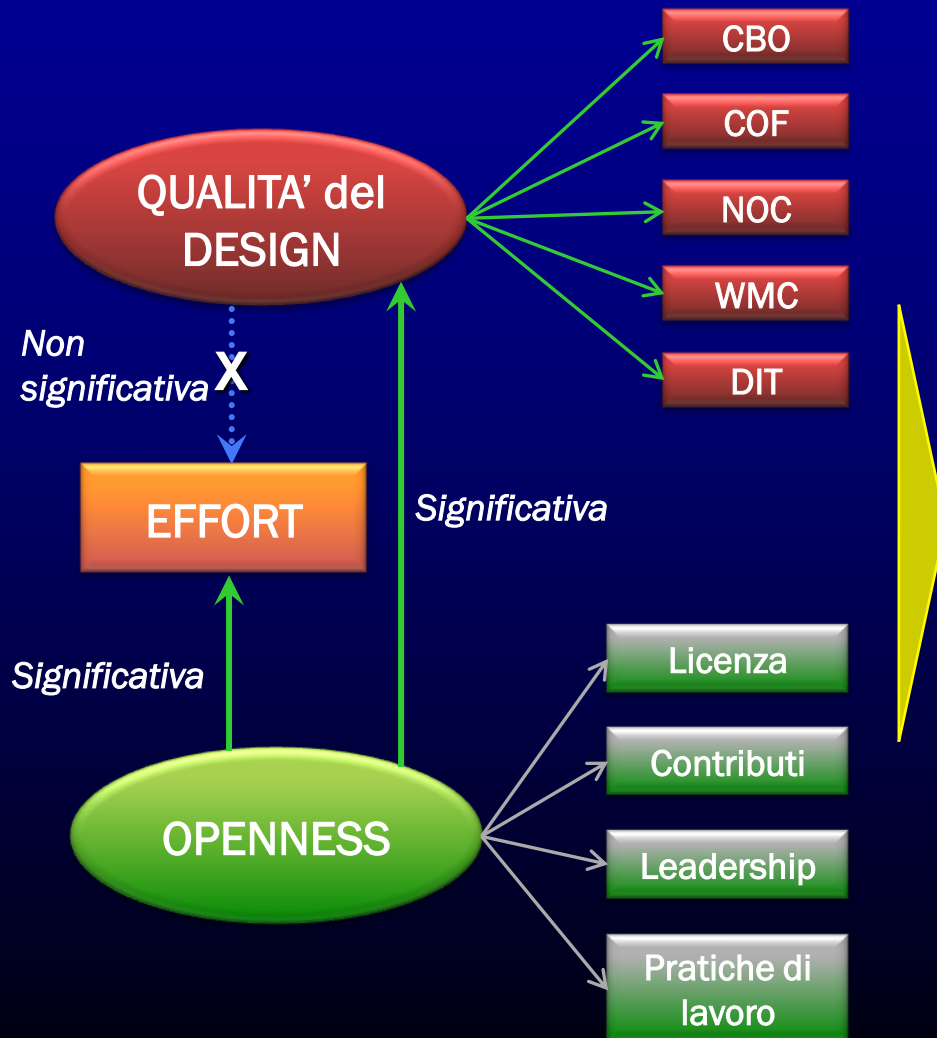 CBO
COF
QUALITA’ del
DESIGN
NOC
WMC
Non
significativa
X
DIT
EFFORT
Significativa
Licenza
Significativa
Contributi
OPENNESS
Leadership
Pratiche di
lavoro